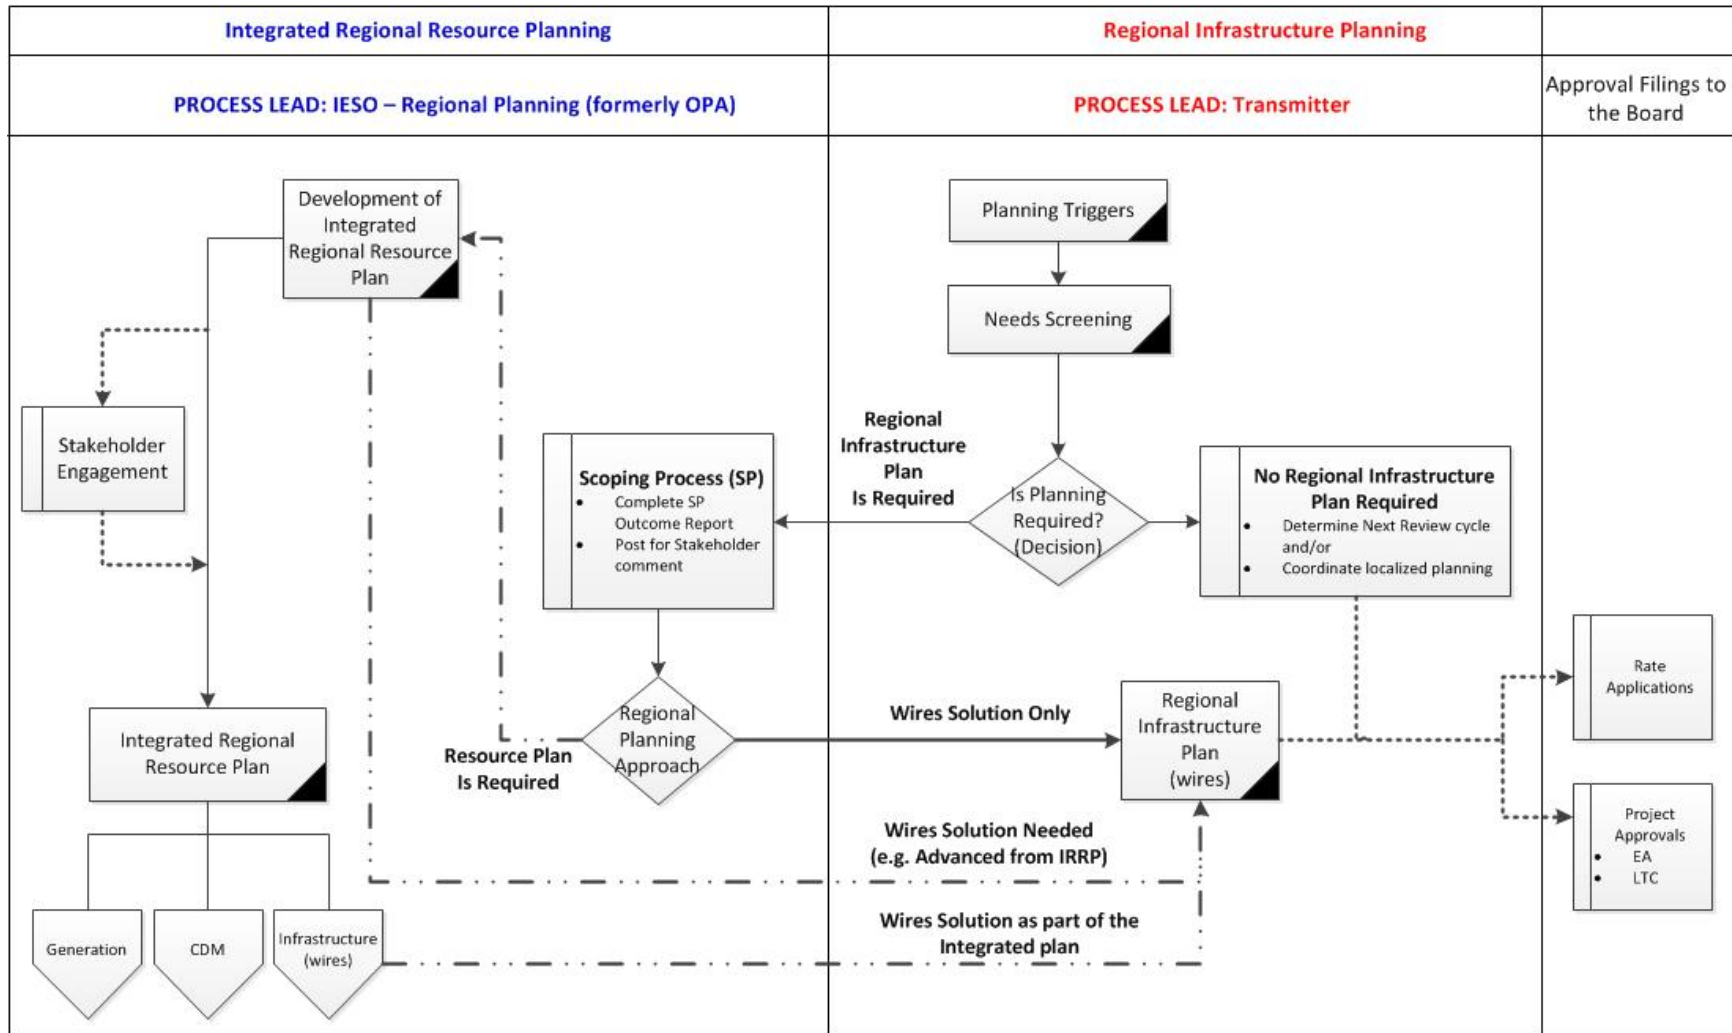 Integrated Regional Resource Planning
Regional Infrastructure Planning
PROCESS LEAD: IESO – Regional Planning (formerly OPA)
PROCESS LEAD: Transmitter
Approval Filings to
the Board
Development of
Integrated
Regional Resource
Plan
Planning Triggers
Needs Screening
Stakeholder
Engagement
Scoping Process (SP)
• Complete SP
Outcome Report
• Post for Stakeholder
comment
Regional
Infrastructure
Plan
Is Required
Is Planning
Required?
(Decision)
No Regional Infrastructure
Plan Required
• Determine Next Review cycle
and/or
• Coordinate localized planning
Integrated Regional
Resource Plan
Resource Plan
Is Required
Regional
Planning
Approach
Wires Solution Only
Regional
Infrastructure
Plan
(wires)
Rate
Applications
Project
Approvals
• EA
• LTC
Wires Solution Needed
(e.g. Advanced from IRRP)
Wires Solution as part of the
Integrated plan
Generation
CDM
Infrastructure
(wires)